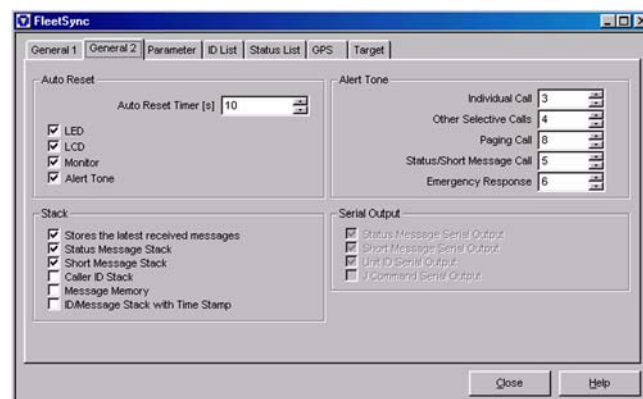 FleetSync
General 1 General 2 Parameter ID List Status List GPS Target
Auto Reset
Auto Reset Timer [s] 10
LED
LCD
Monitor
Alert Tone
Alert Tone
Individual Call 3
Other Selective Calls 4
Paging Call 8
Status/Short Message Call 5
Emergency Response 6
Stack
Stores the latest received messages
Status Message Stack
Short Message Stack
Caller ID Stack
Message Memory
ID/Message Stack with Time Stamp
Serial Output
Status Message Serial Output
Short Message Serial Output
Unit ID Serial Output
J Command Serial Output
Close Help